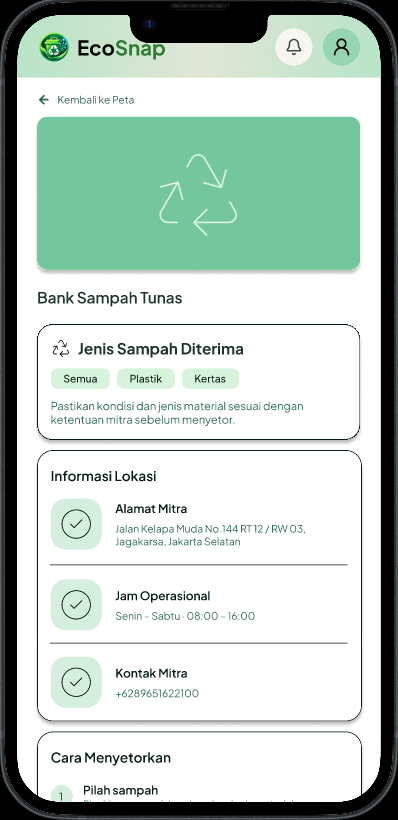 EcoSnap
Kembali ke Peta
Bank Sampah Tunas
Jenis Sampah Diterima
Semua
Plastik
Kertas
Pastikan kondisi dan jenis material sesuai dengan
ketentuan mitra sebelum menyetor.
Informasi Lokasi
Alamat Mitra
Jalan Kelapa Muda No.144 RT 12 / RW 03,
Jagakarsa, Jakarta Selatan
Jam Operasional
Senin – Sabtu · 08:00 – 16:00
Kontak Mitra
+6289651622100
Cara Menyetorkan
1
Pilah sampah